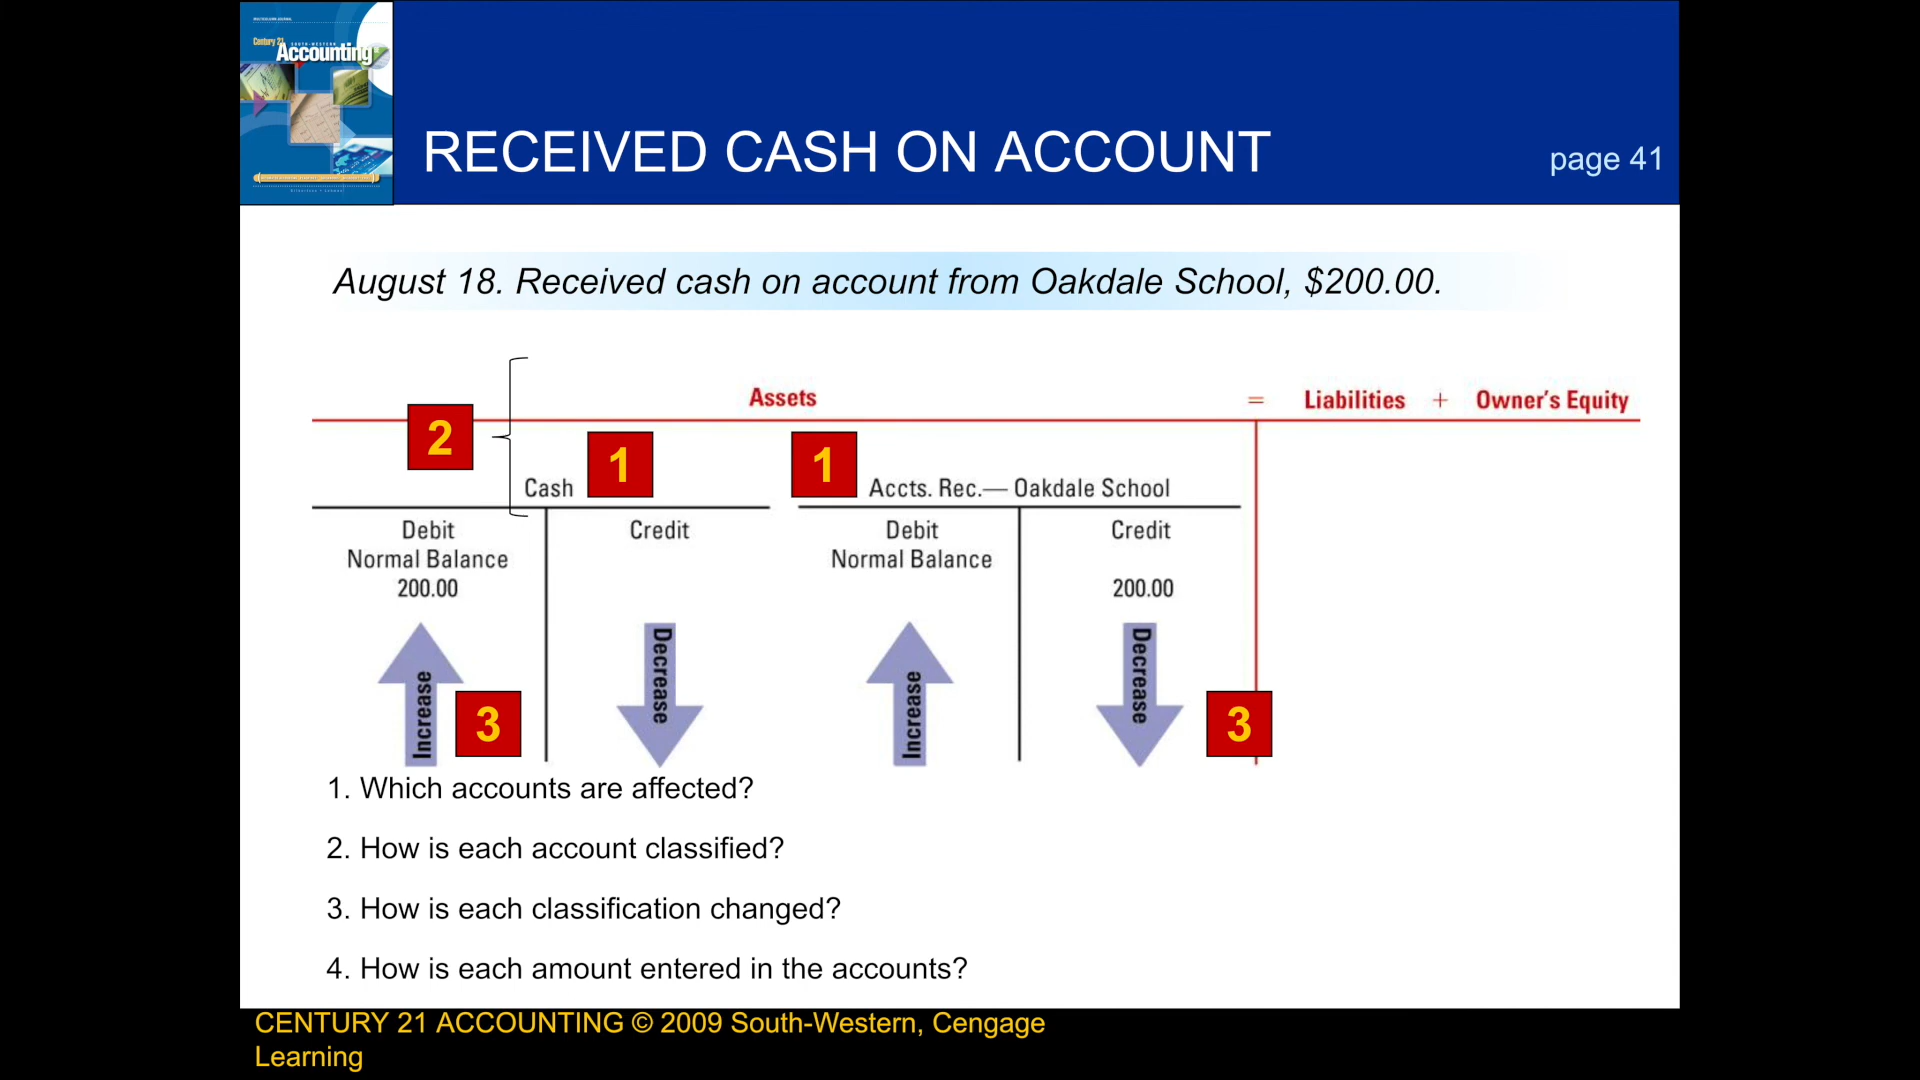 MULTICOLUMN JOURNAL
Century 21
SOUTH-WESTERN
Accounting
RECEIVED CASH ON ACCOUNT
page 41
August 18. Received cash on account from Oakdale School, $200.00.
Assets = Liabilities + Owner's Equity
2
1
1
Cash
Accts. Rec.— Oakdale School
Debit Credit Debit Credit
Normal Balance Normal Balance
200.00 200.00
Increase Decrease Increase Decrease
3
3
1. Which accounts are affected?
2. How is each account classified?
3. How is each classification changed?
4. How is each amount entered in the accounts?
CENTURY 21 ACCOUNTING © 2009 South-Western, Cengage
Learning